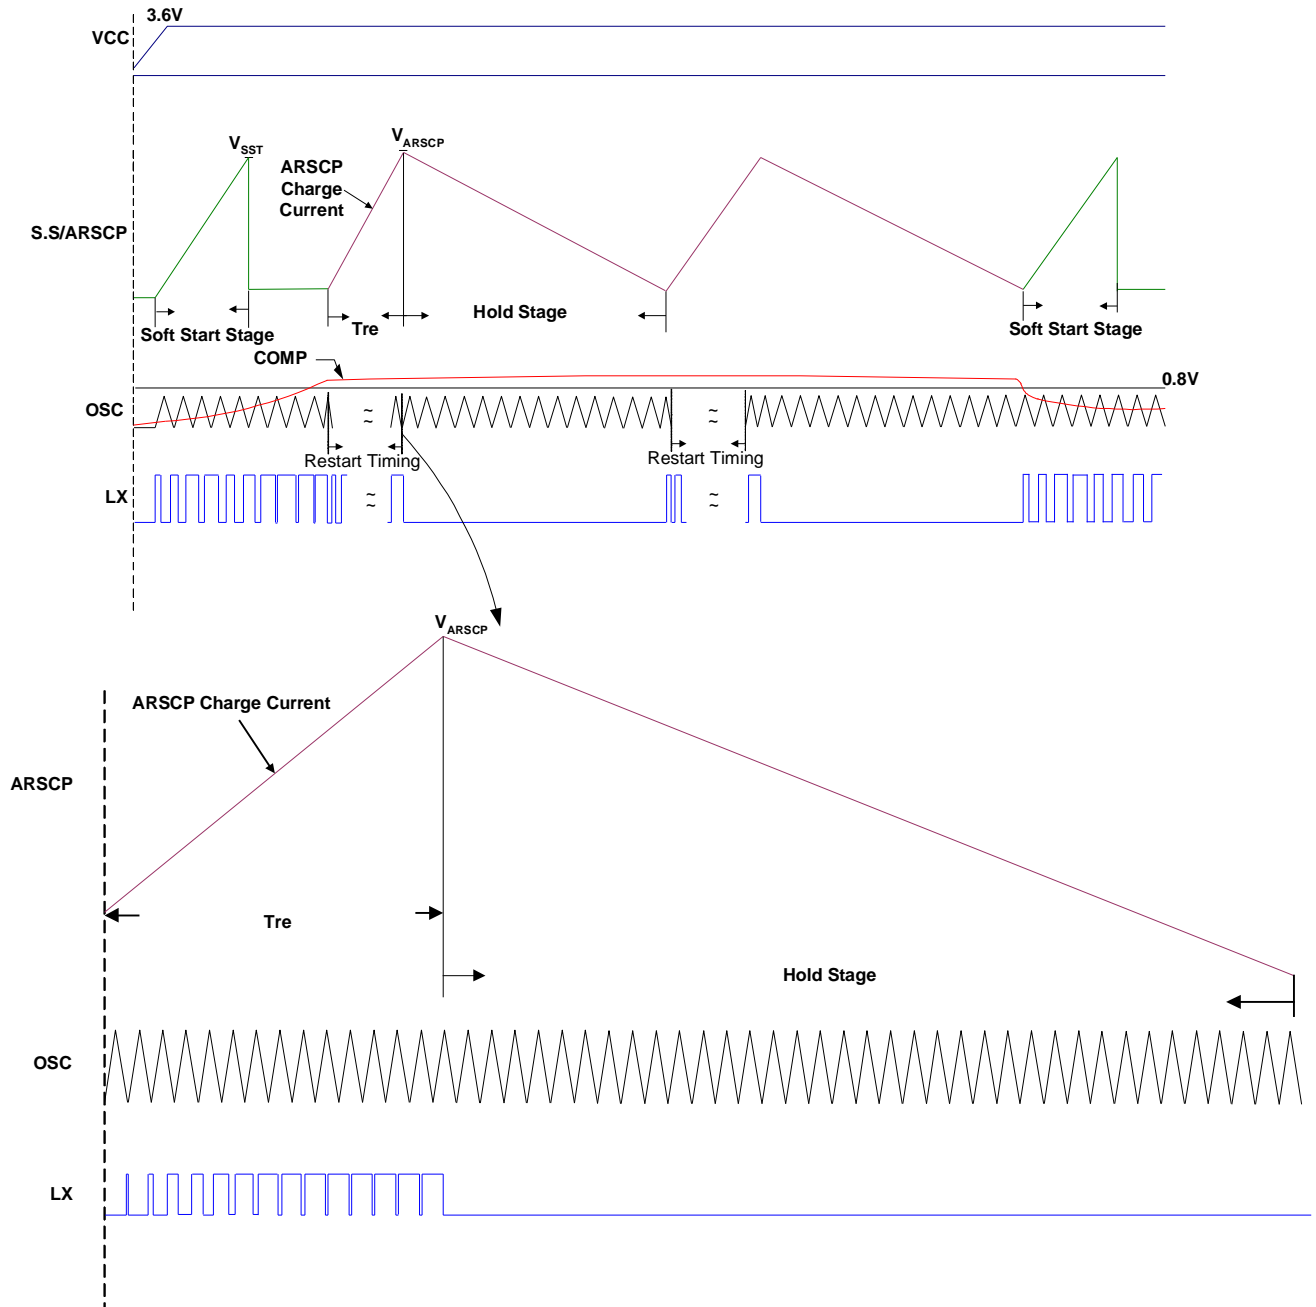 3.6V
VCC
VSST
VARSCP
ARSCP
Charge
Current
S.S/ARSCP
Soft Start Stage
Tre
Hold Stage
Soft Start Stage
COMP
0.8V
OSC
≈
≈
Restart Timing
Restart Timing
LX
≈
≈
VARSCP
ARSCP Charge Current
ARSCP
Tre
Hold Stage
OSC
LX